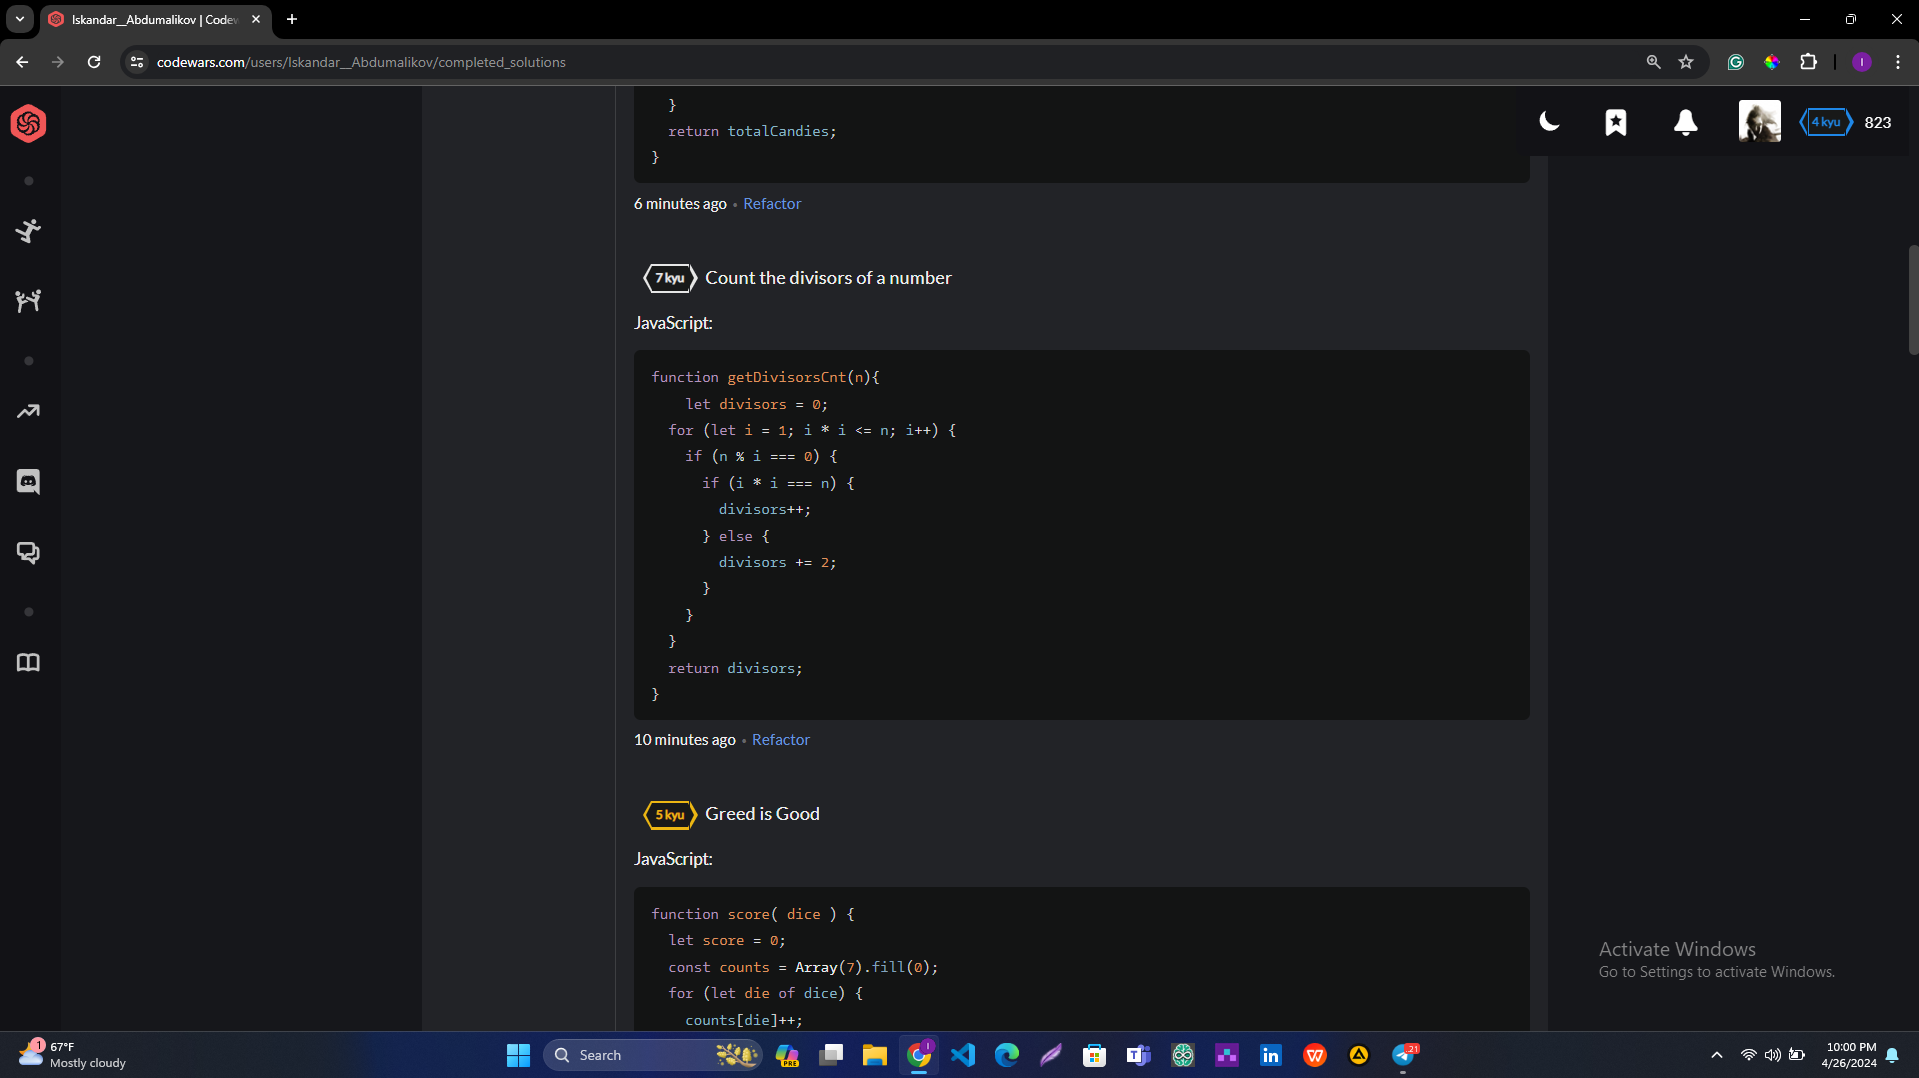 Iskandar__Abdumalikov | Codew
codewars.com/users/Iskandar__Abdumalikov/completed_solutions
I
4 kyu 823
}
return totalCandies;
}
6 minutes ago • Refactor
7 kyu Count the divisors of a number
JavaScript:
function getDivisorsCnt(n){
let divisors = 0;
for (let i = 1; i * i <= n; i++) {
if (n % i === 0) {
if (i * i === n) {
divisors++;
} else {
divisors += 2;
}
}
}
return divisors;
}
10 minutes ago • Refactor
5 kyu Greed is Good
JavaScript:
function score( dice ) {
let score = 0;
const counts = Array(7).fill(0);
for (let die of dice) {
counts[die]++;
Activate Windows
Go to Settings to activate Windows.
1
67°F
Mostly cloudy
Search
PRE
I
T
in
W
21
10:00 PM
4/26/2024